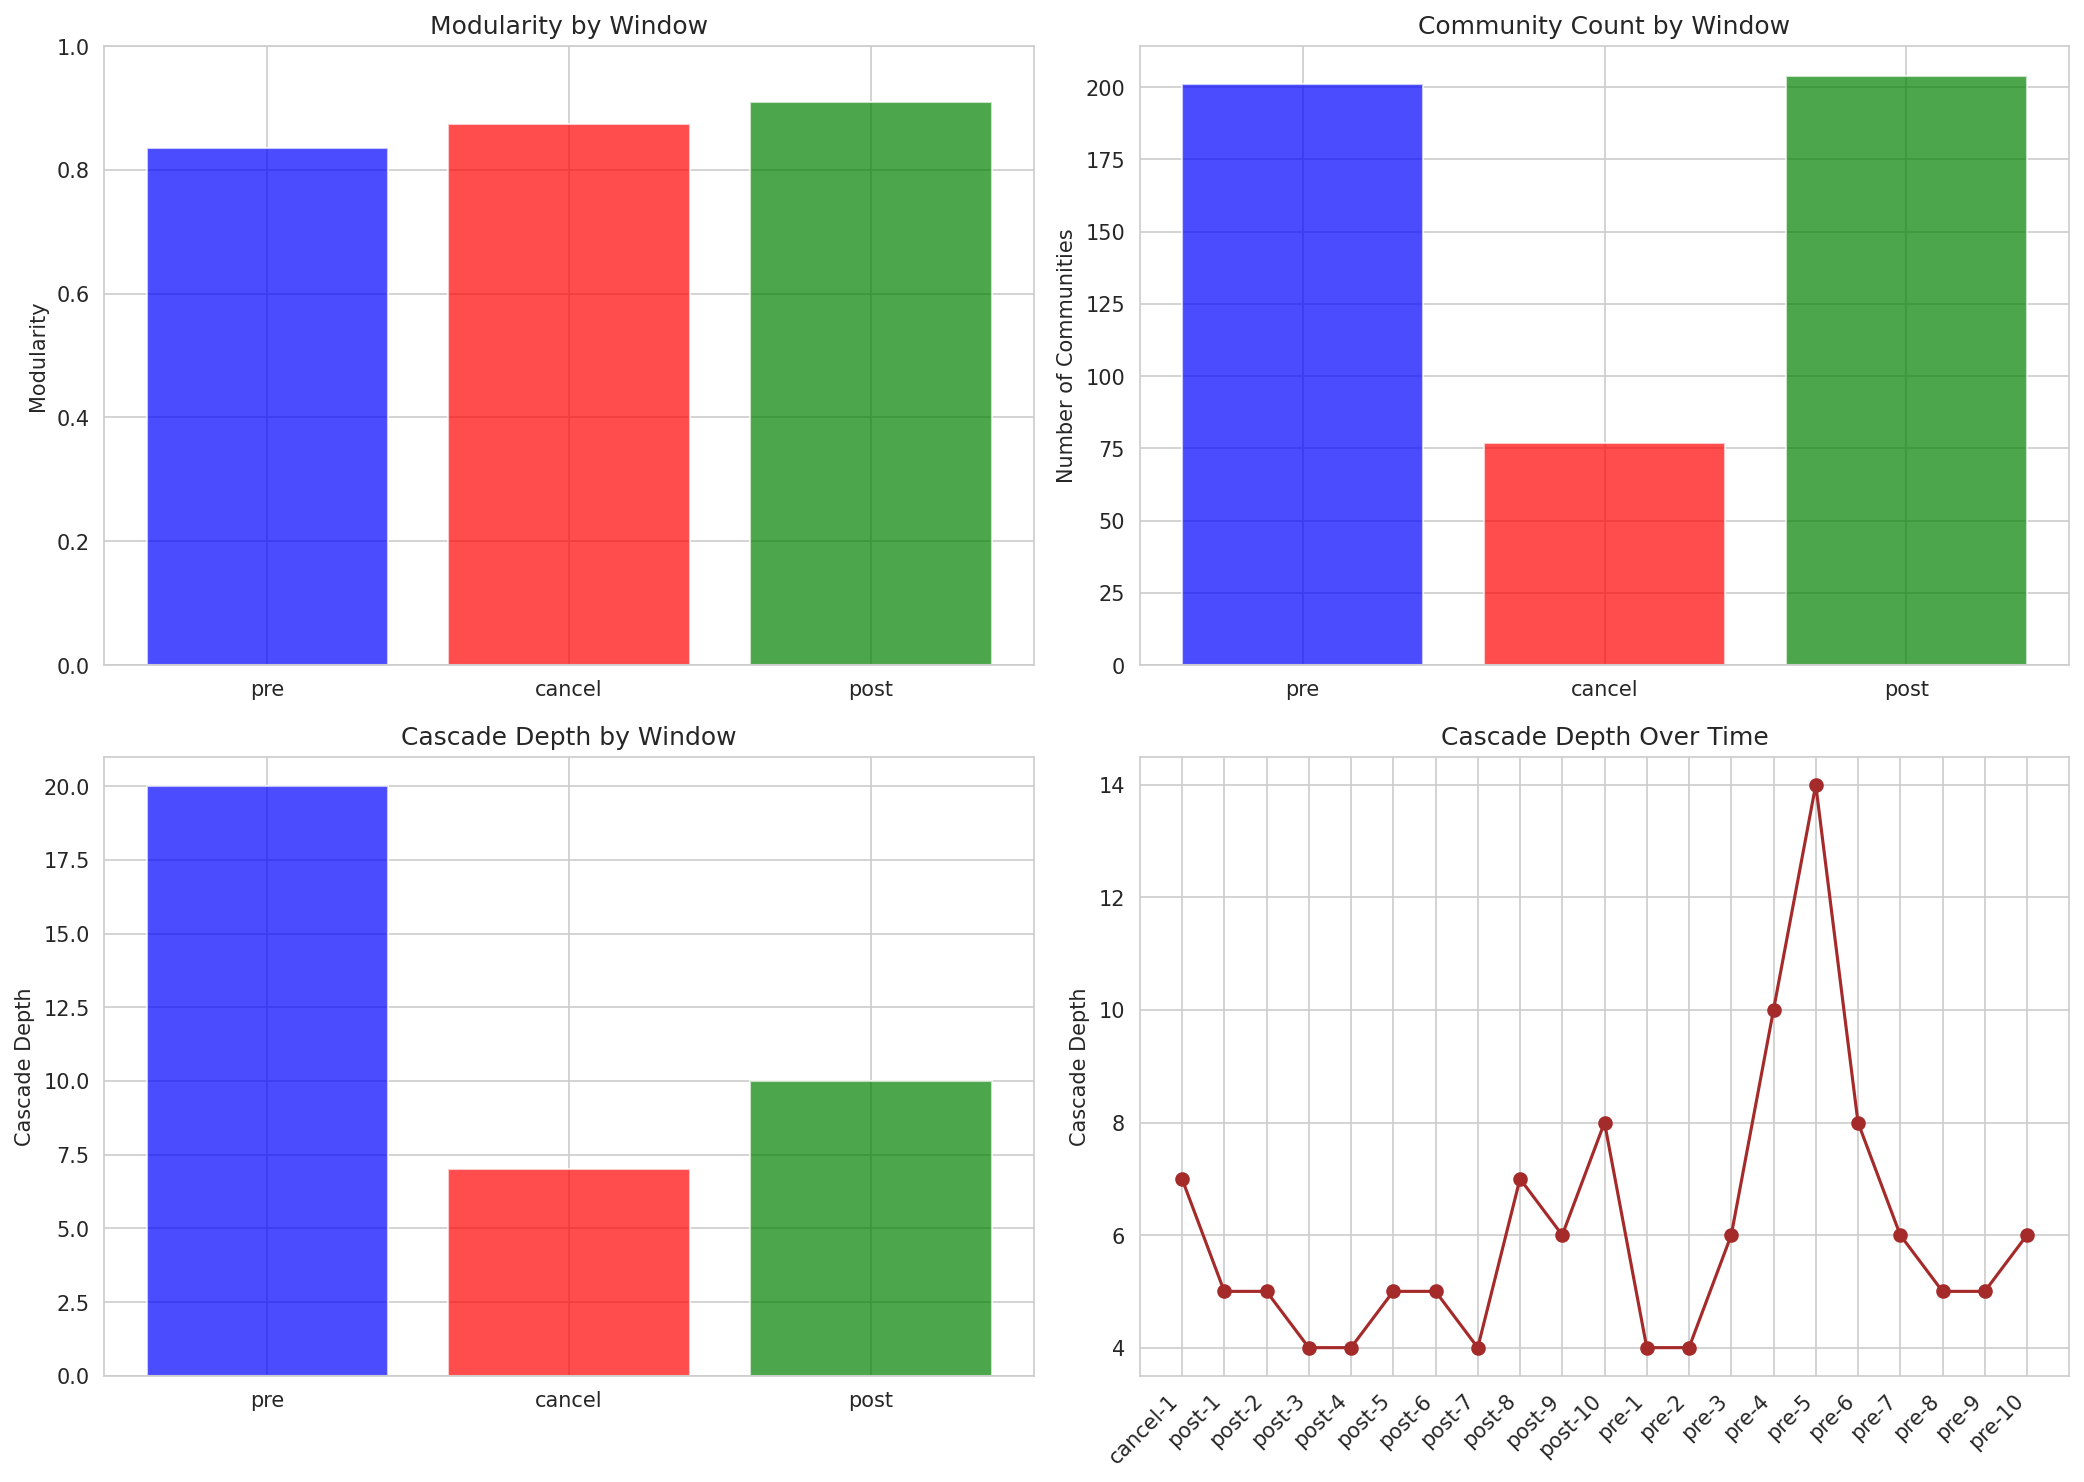 Modularity by Window
Modularity
1.0
0.8
0.6
0.4
0.2
0.0
pre
cancel
post
Community Count by Window
Number of Communities
200
175
150
125
100
75
50
25
0
pre
cancel
post
Cascade Depth by Window
Cascade Depth
20.0
17.5
15.0
12.5
10.0
7.5
5.0
2.5
0.0
pre
cancel
post
Cascade Depth Over Time
Cascade Depth
14
12
10
8
6
4
cancel-1
post-1
post-2
post-3
post-4
post-5
post-6
post-7
post-8
post-9
post-10
pre-1
pre-2
pre-3
pre-4
pre-5
pre-6
pre-7
pre-8
pre-9
pre-10